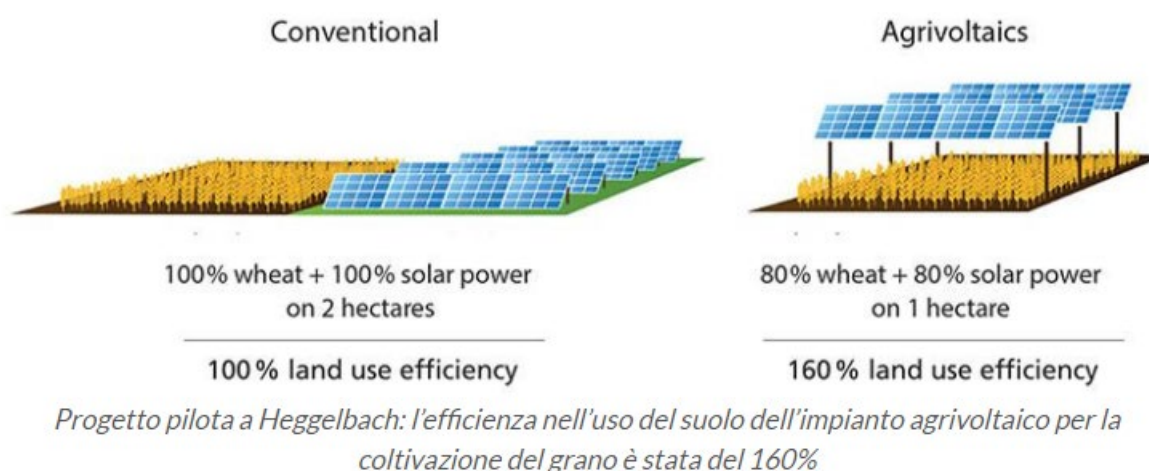 Conventional
Agrivoltaics
100% wheat + 100% solar power
on 2 hectares
100% land use efficiency
80% wheat + 80% solar power
on 1 hectare
160% land use efficiency
Progetto pilota a Heggelbach: l'efficienza nell'uso del suolo dell'impianto agrivoltaico per la
coltivazione del grano è stata del 160%